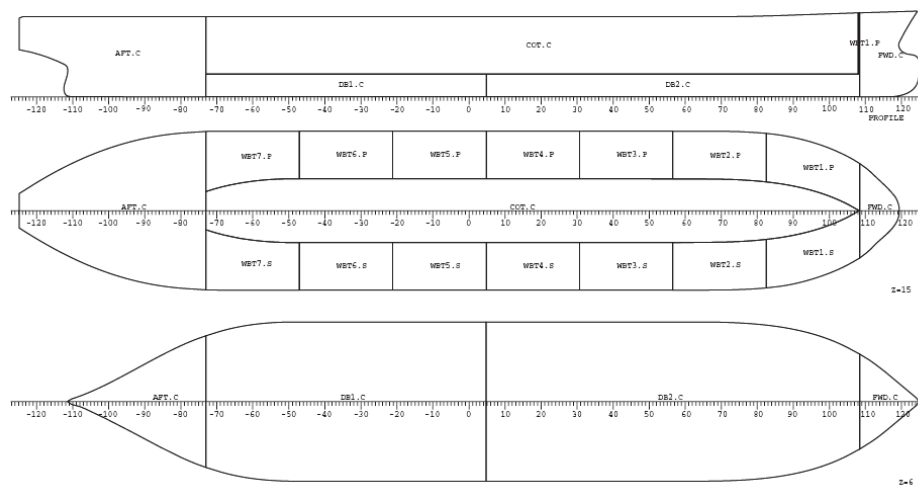 AFT.C COT.C WBT1.P FWD.C
DB1.C DB2.C
-120 -110 -100 -90 -80 -70 -60 -50 -40 -30 -20 -10 0 10 20 30 40 50 60 70 80 90 100 110 120
PROFILE
WBT7.P WBT6.P WBT5.P WBT4.P WBT3.P WBT2.P WBT1.P
AFT.C COT.C FWD.C
-120 -110 -100 -90 -80 -70 -60 -50 -40 -30 -20 -10 0 10 20 30 40 50 60 70 80 90 100 110 120
WBT7.S WBT6.S WBT5.S WBT4.S WBT3.S WBT2.S WBT1.S
Z=15
AFT.C DB1.C DB2.C FWD.C
-120 -110 -100 -90 -80 -70 -60 -50 -40 -30 -20 -10 0 10 20 30 40 50 60 70 80 90 100 110 120
Z=6